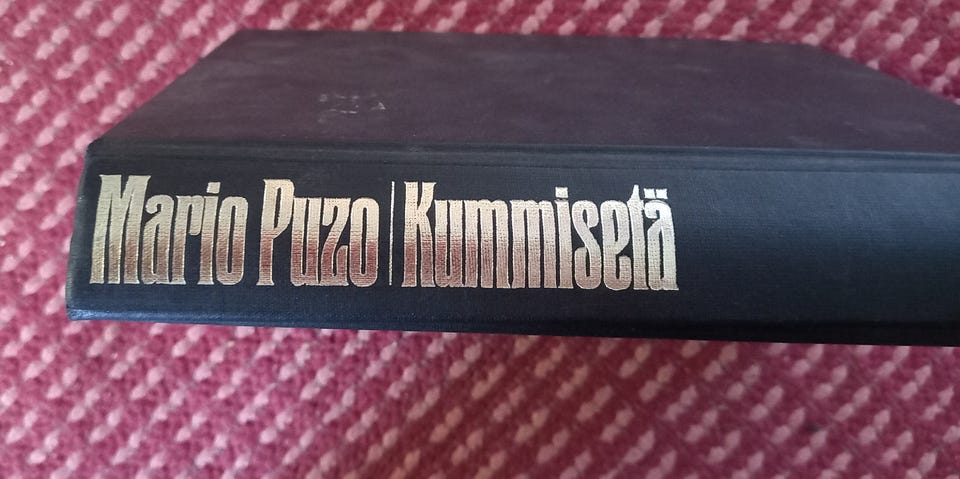 Mario Puzo | Kummisetä